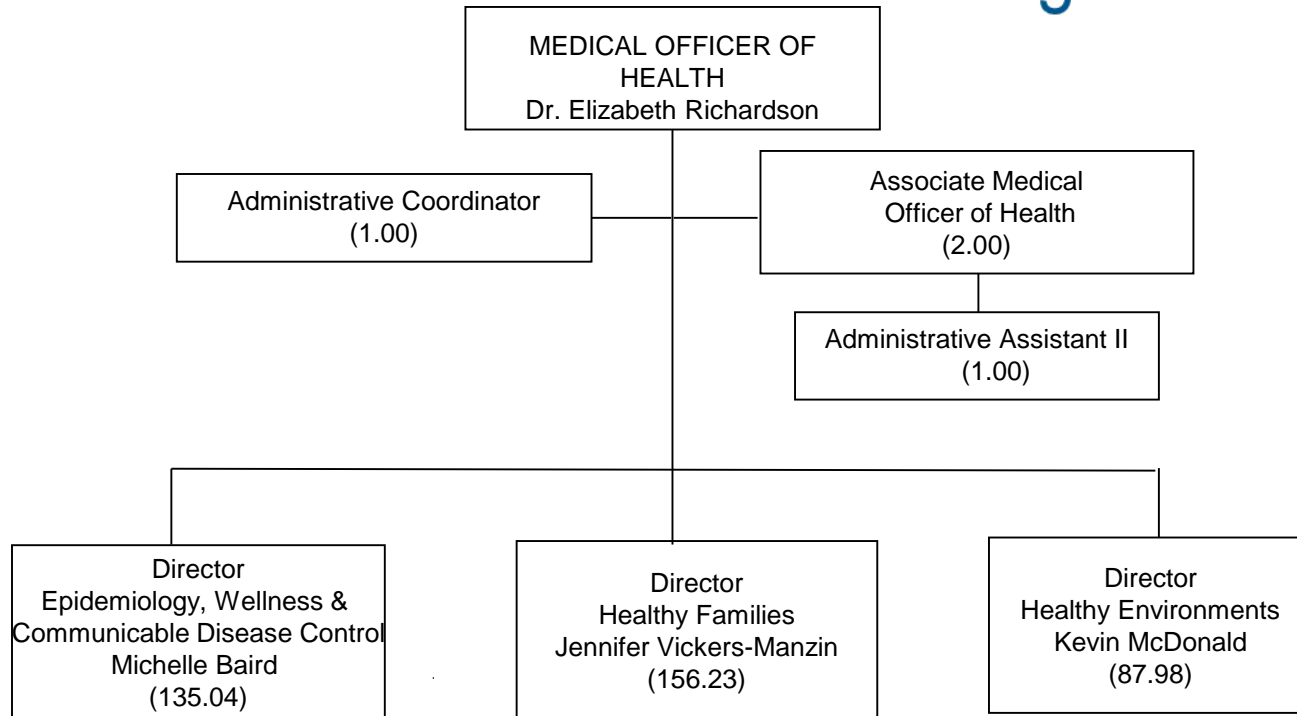 MEDICAL OFFICER OF
HEALTH
Dr. Elizabeth Richardson
Administrative Coordinator
(1.00)
Associate Medical
Officer of Health
(2.00)
Administrative Assistant II
(1.00)
Director
Epidemiology, Wellness &
Communicable Disease Control
Michelle Baird
(135.04)
Director
Healthy Families
Jennifer Vickers-Manzin
(156.23)
Director
Healthy Environments
Kevin McDonald
(87.98)